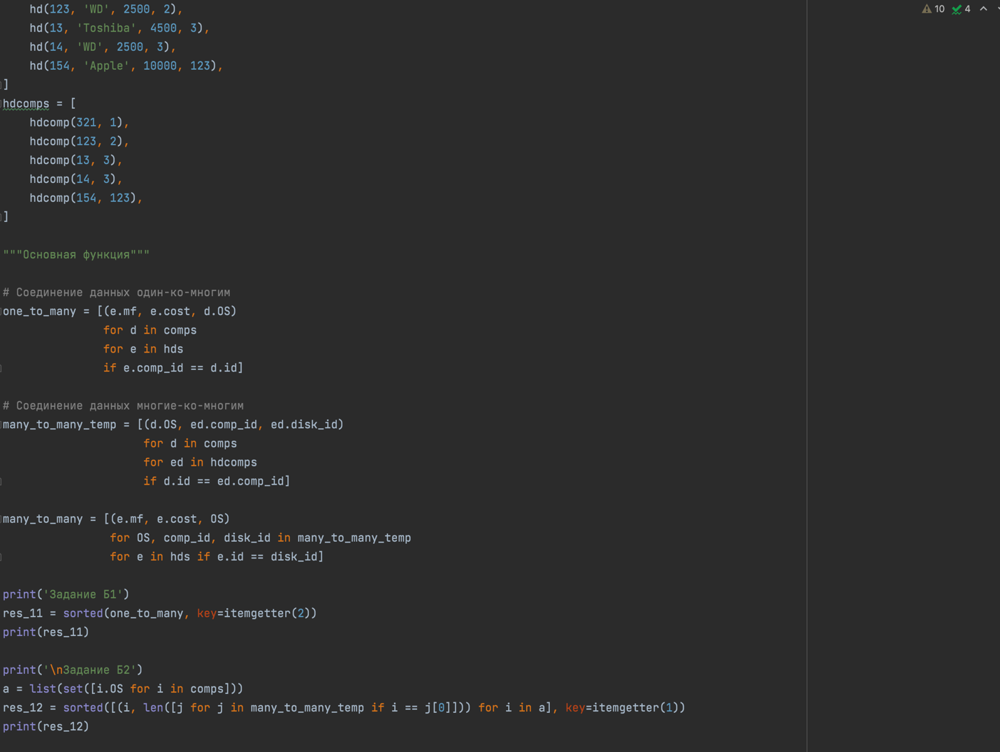 10 4
hd(123, 'WD', 2500, 2),
hd(13, 'Toshiba', 4500, 3),
hd(14, 'WD', 2500, 3),
hd(154, 'Apple', 10000, 123),
]
hdcomps = [
hdcomp(321, 1),
hdcomp(123, 2),
hdcomp(13, 3),
hdcomp(14, 3),
hdcomp(154, 123),
]
"""Основная функция"""
# Соединение данных один-ко-многим
one_to_many = [(e.mf, e.cost, d.OS)
for d in comps
for e in hds
if e.comp_id == d.id]
# Соединение данных многие-ко-многим
many_to_many_temp = [(d.OS, ed.comp_id, ed.disk_id)
for d in comps
for ed in hdcomps
if d.id == ed.comp_id]
many_to_many = [(e.mf, e.cost, OS)
for OS, comp_id, disk_id in many_to_many_temp
for e in hds if e.id == disk_id]
print('Задание Б1')
res_11 = sorted(one_to_many, key=itemgetter(2))
print(res_11)
print('\nЗадание Б2')
a = list(set([i.OS for i in comps]))
res_12 = sorted([(i, len([j for j in many_to_many_temp if i == j[0]])) for i in a], key=itemgetter(1))
print(res_12)